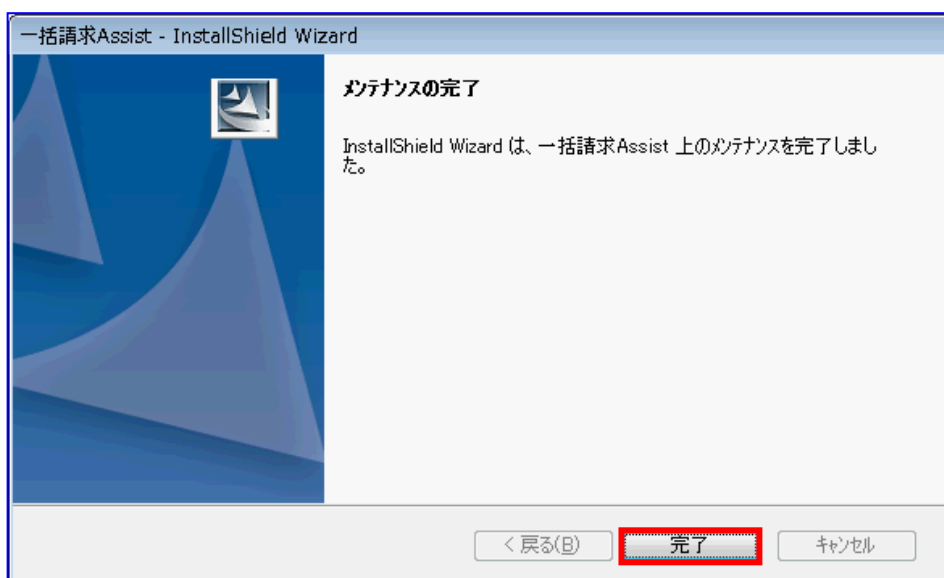 一括請求Assist - InstallShield Wizard
メンテナンスの完了
InstallShield Wizard は、一括請求Assist 上のメンテナンスを完了しまし
た。
< 戻る(B)
完了
キャンセル